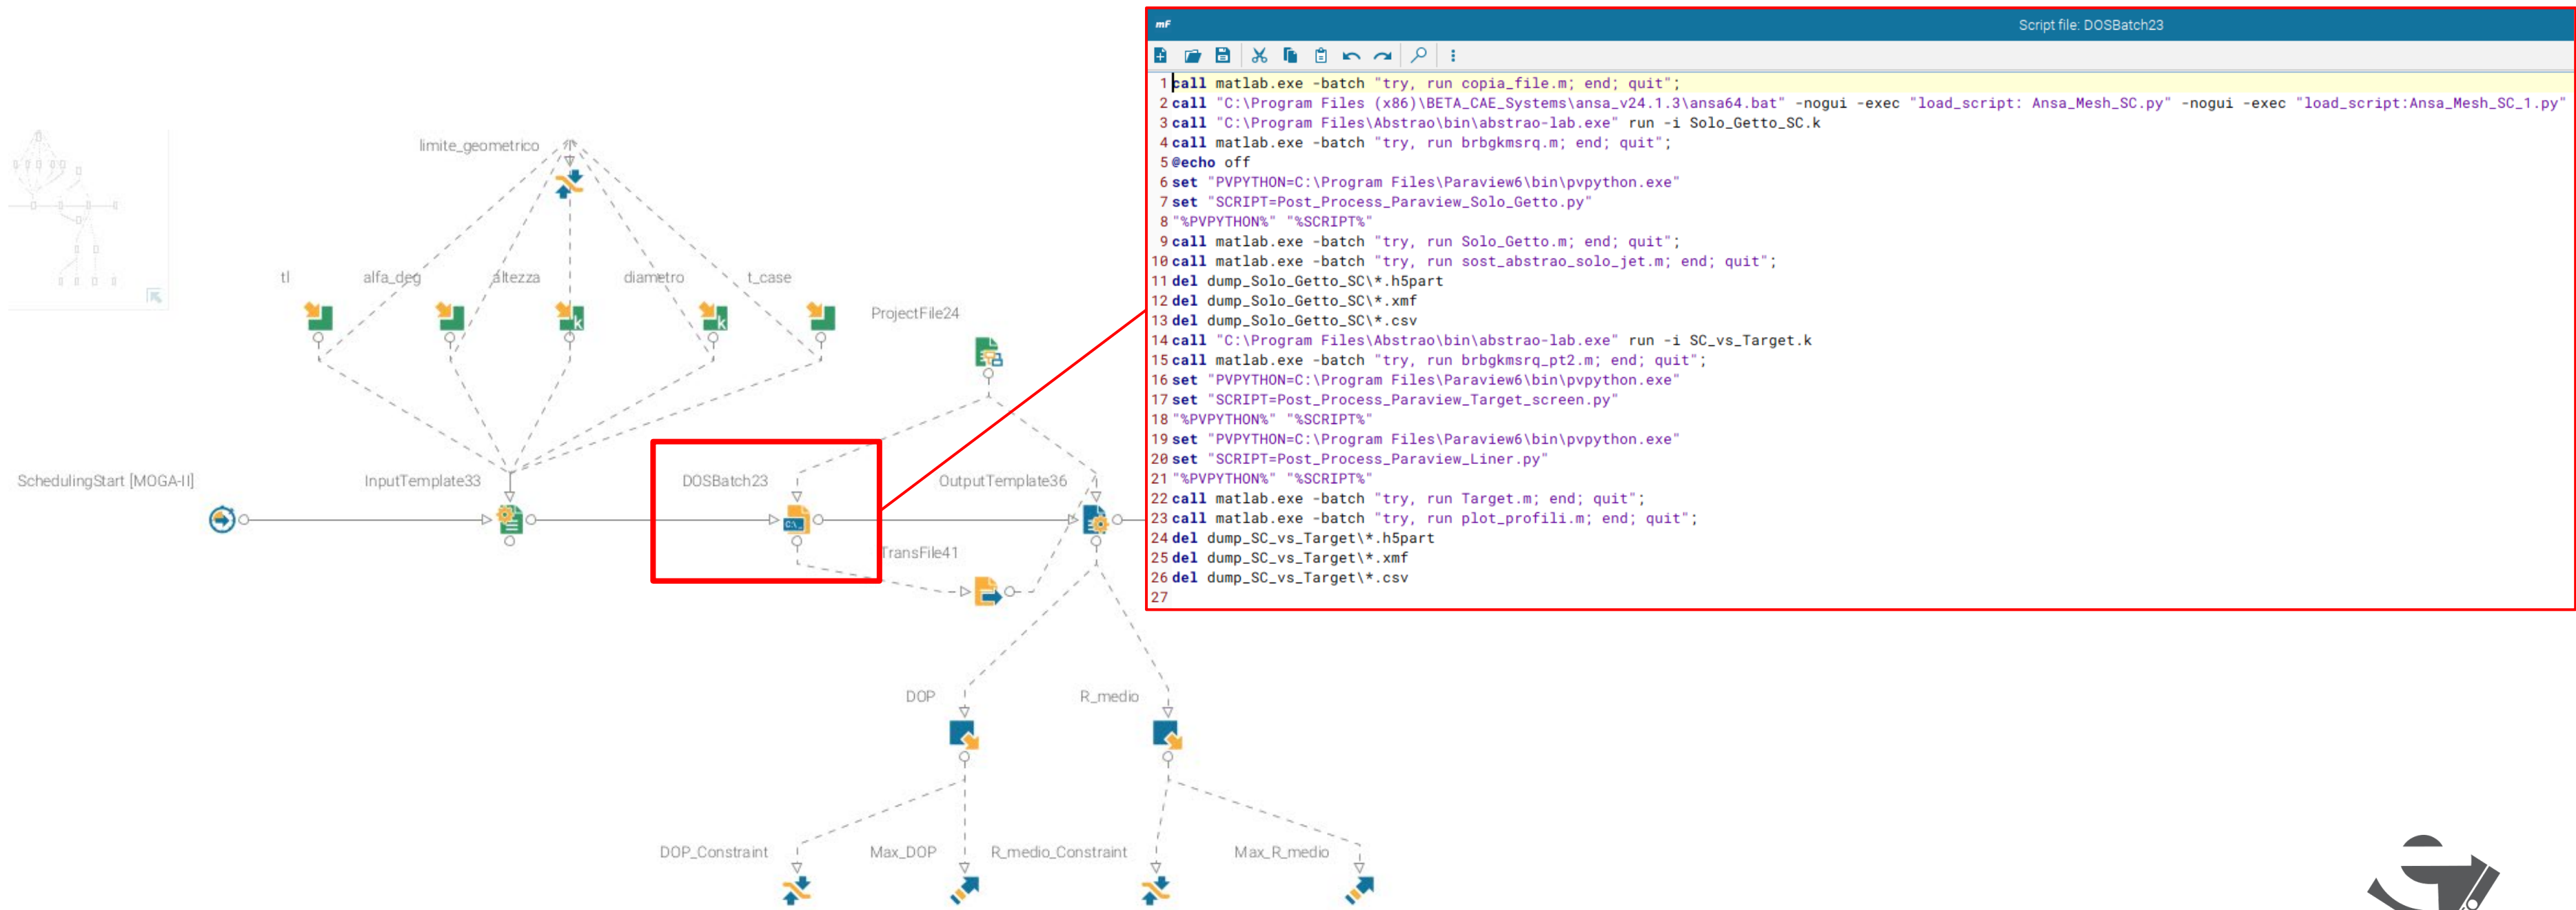 mF
Script file: DOSBatch23
1 call matlab.exe -batch "try, run copia_file.m; end; quit";
2 call "C:\Program Files (x86)\BETA_CAE_Systems\ansa_v24.1.3\ansa64.bat" -nogui -exec "load_script: Ansa_Mesh_SC.py" -nogui -exec "load_script:Ansa_Mesh_SC_1.py"
3 call "C:\Program Files\Abstrao\bin\abstrao-lab.exe" run -i Solo_Getto_SC.k
4 call matlab.exe -batch "try, run brbgkmsrq.m; end; quit";
5 @echo off
6 set "PVPYTHON=C:\Program Files\Paraview6\bin\pvpython.exe"
7 set "SCRIPT=Post_Process_Paraview_Solo_Getto.py"
8 "%PVPYTHON%" "%SCRIPT%"
9 call matlab.exe -batch "try, run Solo_Getto.m; end; quit";
10 call matlab.exe -batch "try, run sost_abstrao_solo_jet.m; end; quit";
11 del dump_Solo_Getto_SC\*.h5part
12 del dump_Solo_Getto_SC\*.xmf
13 del dump_Solo_Getto_SC\*.csv
14 call "C:\Program Files\Abstrao\bin\abstrao-lab.exe" run -i SC_vs_Target.k
15 call matlab.exe -batch "try, run brbgkmsrq_pt2.m; end; quit";
16 set "PVPYTHON=C:\Program Files\Paraview6\bin\pvpython.exe"
17 set "SCRIPT=Post_Process_Paraview_Target_screen.py"
18 "%PVPYTHON%" "%SCRIPT%"
19 set "PVPYTHON=C:\Program Files\Paraview6\bin\pvpython.exe"
20 set "SCRIPT=Post_Process_Paraview_Liner.py"
21 "%PVPYTHON%" "%SCRIPT%"
22 call matlab.exe -batch "try, run Target.m; end; quit";
23 call matlab.exe -batch "try, run plot_profili.m; end; quit";
24 del dump_SC_vs_Target\*.h5part
25 del dump_SC_vs_Target\*.xmf
26 del dump_SC_vs_Target\*.csv
27
limite_geometrico
tl
alfa_deg
altezza
k
diametro
k
t_case
ProjectFile24
SchedulingStart [MOGA-II]
InputTemplate33
DOSBatch23
C:\_
OutputTemplate36
TransFile41
DOP
R_medio
DOP_Constraint
Max_DOP
R_medio_Constraint
Max_R_medio